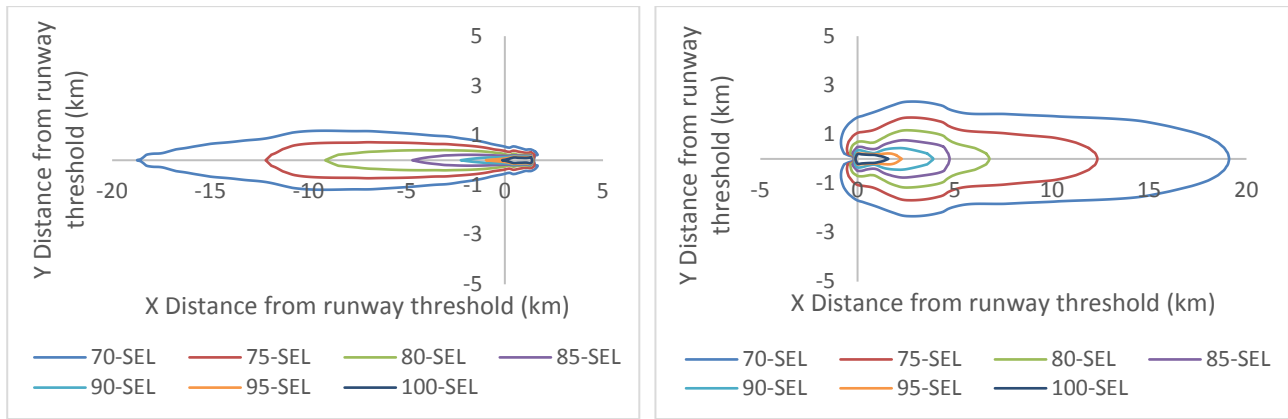 Y Distance from runway
threshold (km)
5
3
1
-1
-3
-5
-20 -15 -10 -5 0 5
X Distance from runway threshold (km)
70-SEL 75-SEL 80-SEL 85-SEL
90-SEL 95-SEL 100-SEL
Y Distance from runway
threshold (km)
5
3
1
-1
-3
-5
-5 0 5 10 15 20
X Distance from runway threshold (km)
70-SEL 75-SEL 80-SEL 85-SEL
90-SEL 95-SEL 100-SEL